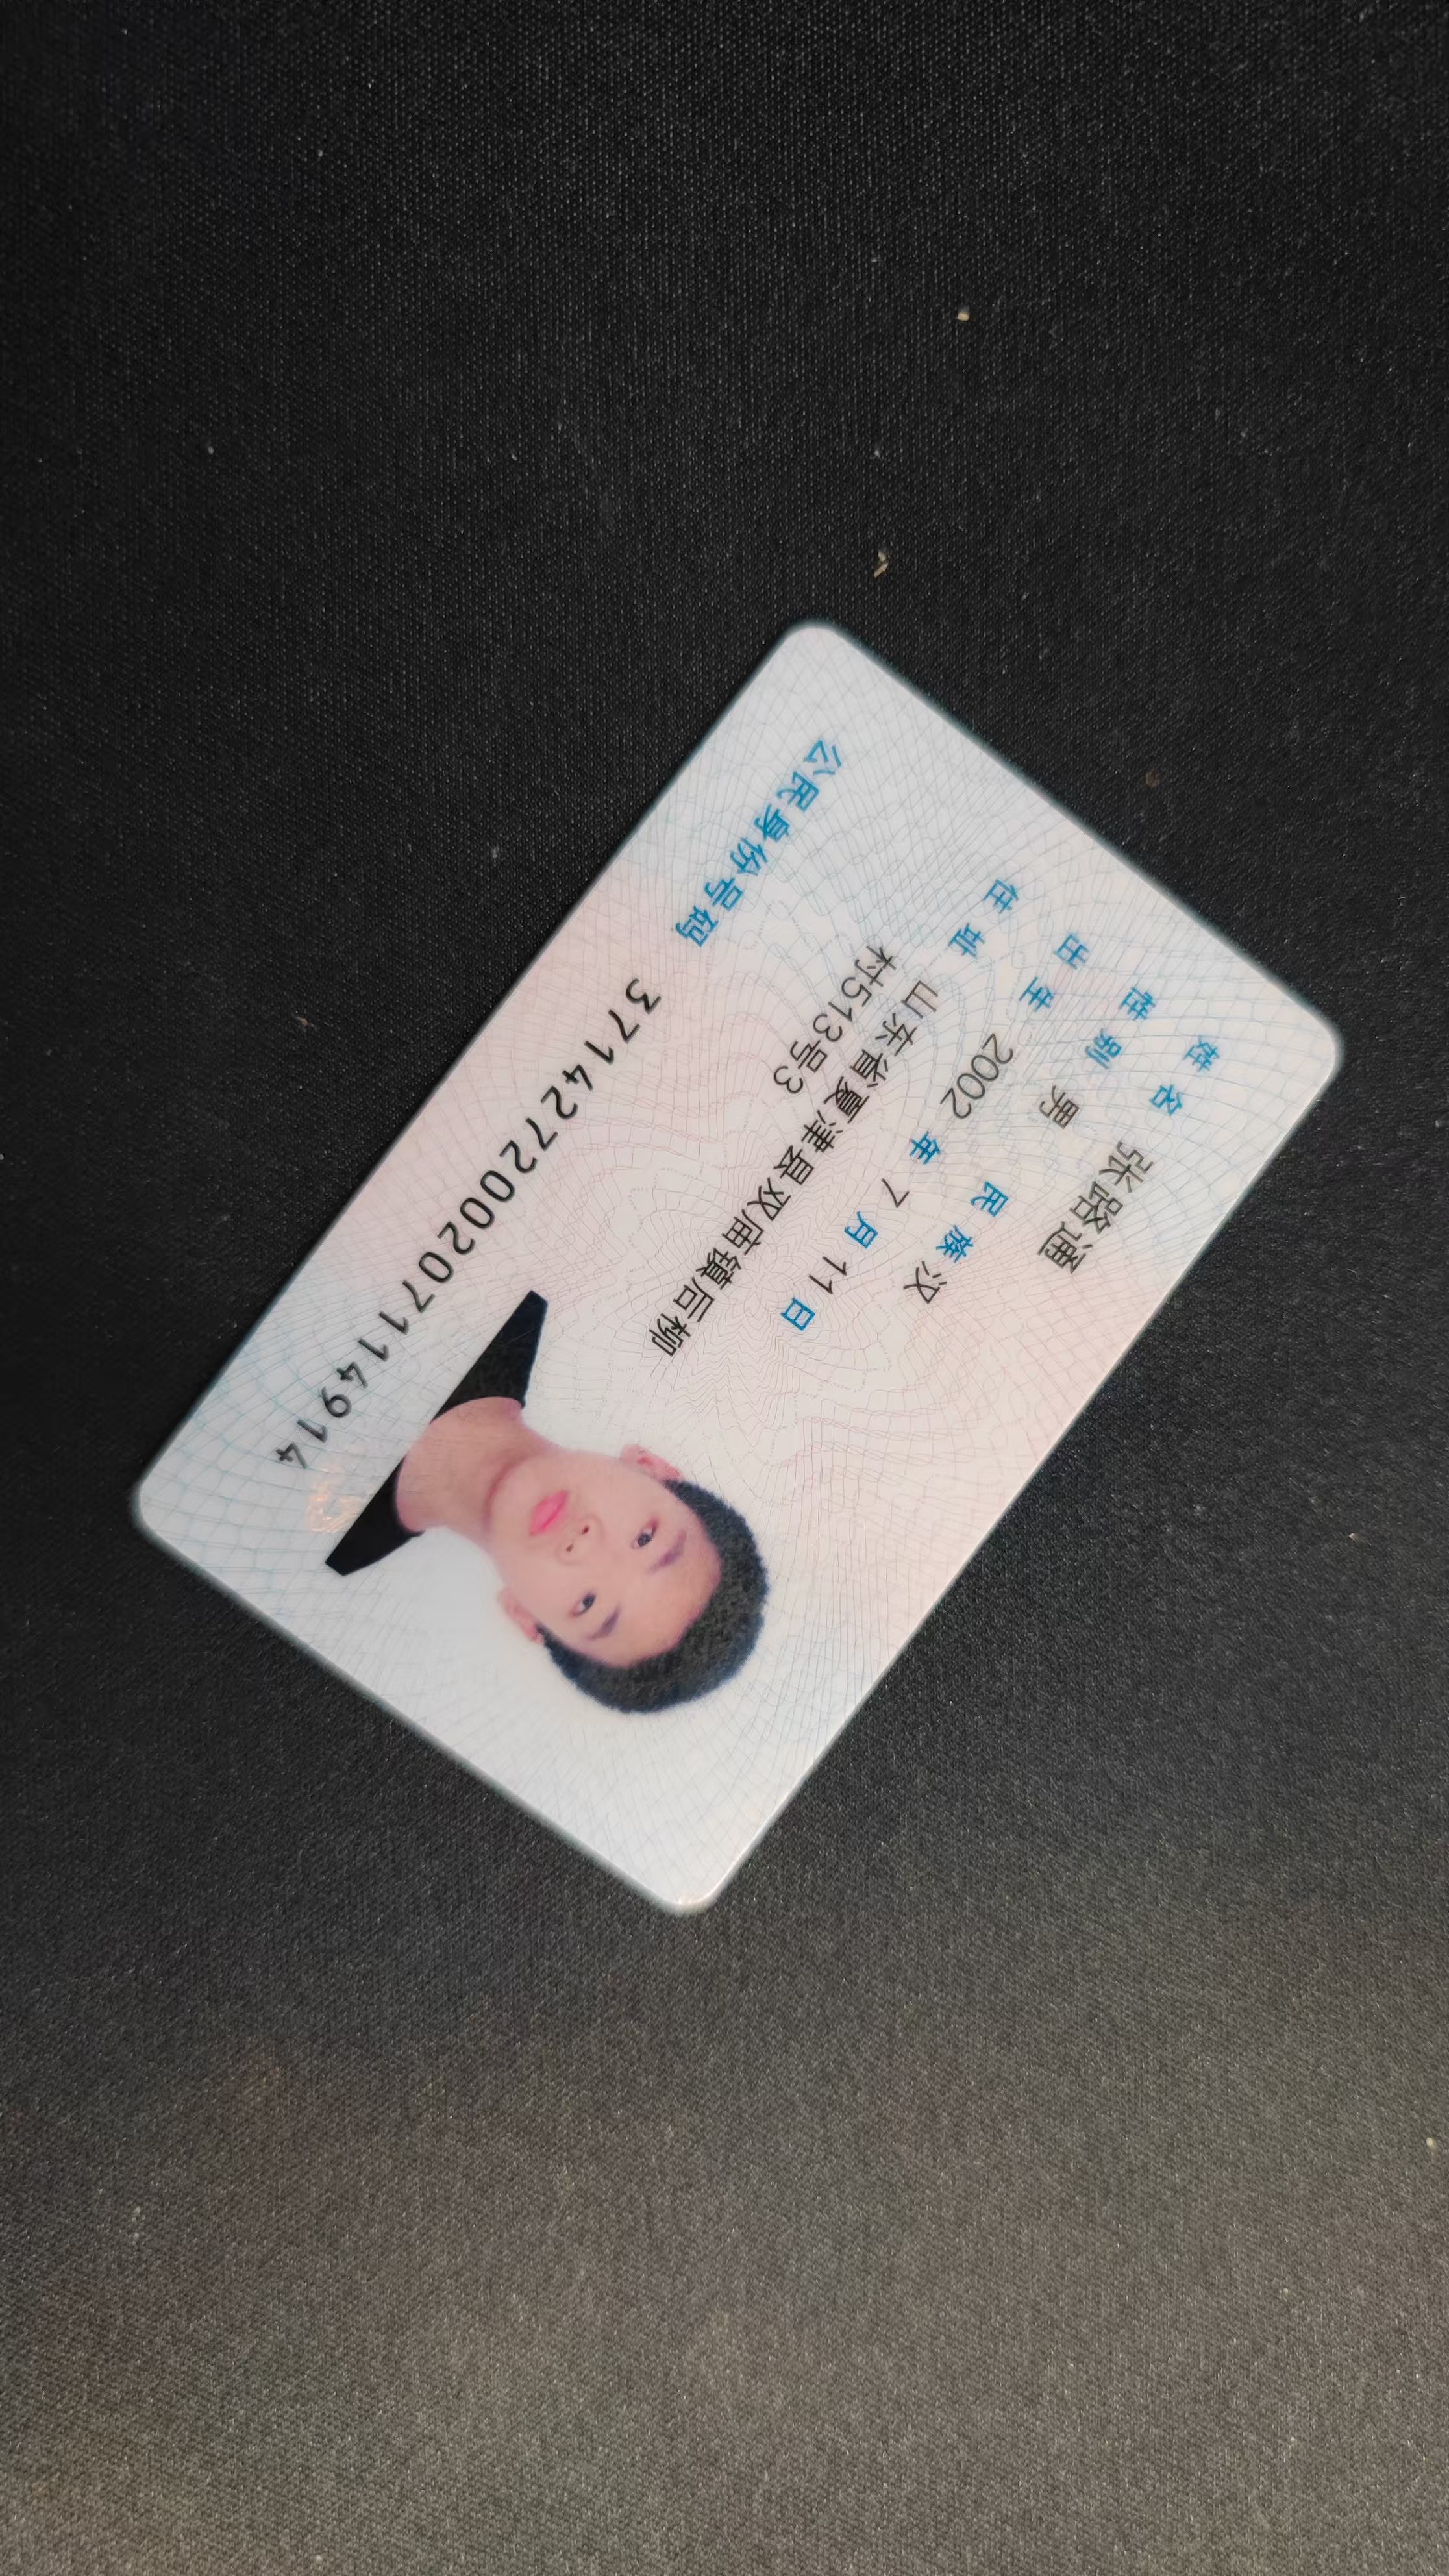 姓名 张路通
性别 男 民族 汉
出生 2002 年 7 月 11 日
住址 山东省夏津县双庙镇后柳
村513号3
公民身份号码 371427200207114914